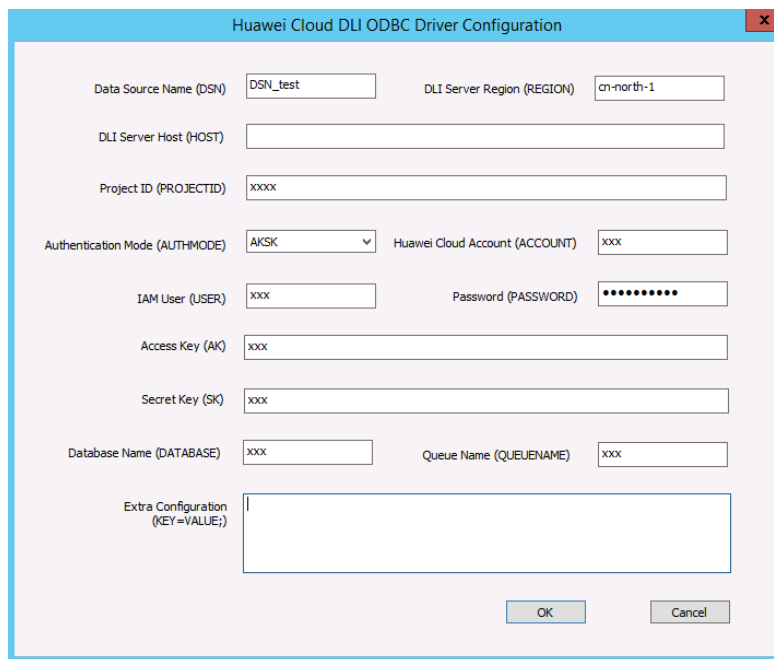 Huawei Cloud DLI ODBC Driver Configuration
x
Data Source Name (DSN) DSN_test DLI Server Region (REGION) cn-north-1
DLI Server Host (HOST)
Project ID (PROJECTID) xxxx
Authentication Mode (AUTHMODE) AKSK Huawei Cloud Account (ACCOUNT) xxx
IAM User (USER) xxx Password (PASSWORD) ••••••••••
Access Key (AK) xxx
Secret Key (SK) xxx
Database Name (DATABASE) xxx Queue Name (QUEUENAME) xxx
Extra Configuration
(KEY=VALUE;)
OK Cancel